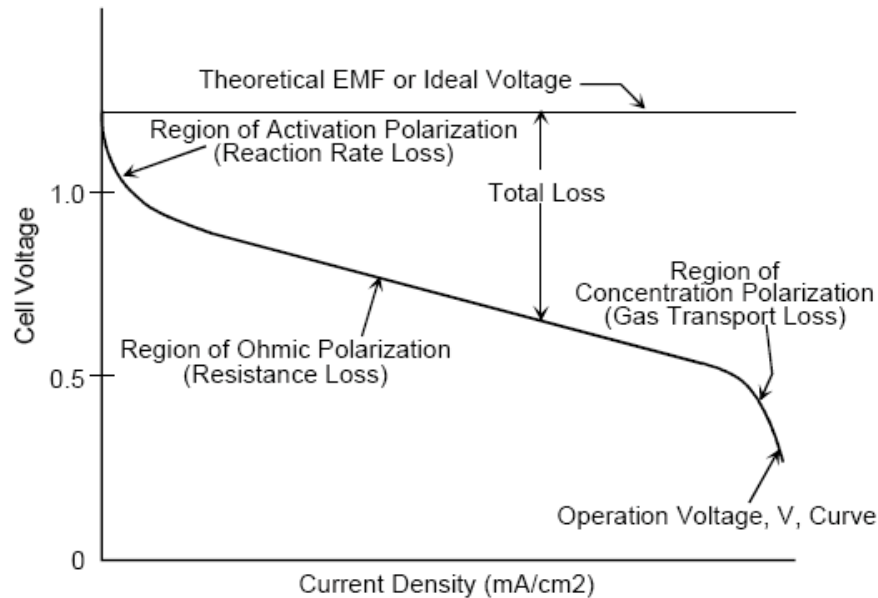 Theoretical EMF or Ideal Voltage
Region of Activation Polarization
(Reaction Rate Loss)
Total Loss
1.0
Region of
Concentration Polarization
(Gas Transport Loss)
Cell Voltage
Region of Ohmic Polarization
(Resistance Loss)
0.5
Operation Voltage, V, Curve
0
Current Density (mA/cm2)